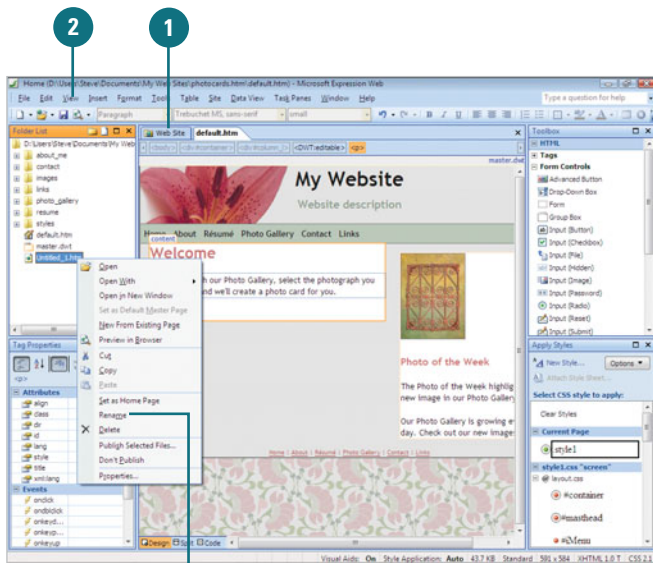 2
1
Home (D:\Users\Steve\Documents\My Web Sites\photocards.htm\default.htm) - Microsoft Expression Web
File Edit View Insert Format Tools Table Site Data View Task Panes Window Help
Type a question for help
Paragraph
Trebuchet MS, sans-serif
small
Folder List
Web Site
default.htm
Toolbox
D:\Users\Steve\Documents\My Web
<body> <div#container> <DWT:editable> <p>
HTML
about_me
contact
images
links
photo_gallery
resume
styles
default.htm
master.dwt
Untitled_1.htm
master.dwt
My Website
Website description
Home About Résumé Photo Gallery Contact Links
content
Welcome
h our Photo Gallery, select the photograph you
nd we'll create a photo card for you.
Photo of the Week
The Photo of the Week highlig
new image in our Photo Gallery
Our Photo Gallery is growing e
day. Check out our new images
Home | About | Résumé | Photo Gallery | Contact | Links
Open
Open With
Open in New Window
Set as Default Master Page
New From Existing Page
Preview in Browser
Cut
Copy
Paste
Set as Home Page
Rename
Delete
Publish Selected Files...
Don't Publish
Properties...
Tags
Form Controls
Advanced Button
Drop-Down Box
Form
Group Box
Input (Button)
Input (Checkbox)
Input (File)
Input (Hidden)
Input (Image)
Input (Password)
Input (Radio)
Input (Reset)
Input (Submit)
Tag Properties
<p>
Attributes
align
class
dir
id
lang
style
title
xml:lang
Events
onclick
ondblclick
onkeyd...
onkeyp...
onkeyup
Apply Styles
New Style...
Options
Attach Style Sheet...
Select CSS style to apply:
Clear Styles
Current Page
style1
style1.css "screen"
@ layout.css
#container
#masthead
Design Split Code
Visual Aids: On Style Application: Auto 43.7 KB Standard 591 x 584 XHTML 1.0 T CSS 2.1